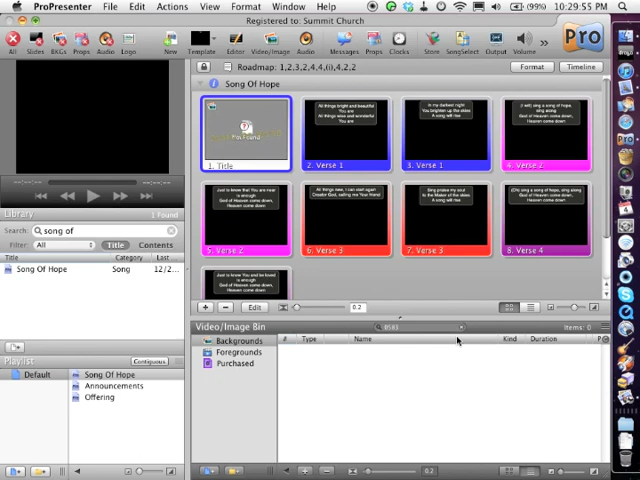 ProPresenter File Edit Actions View Format Window Help (99%) 10:29:55 PM
Registered to: Summit Church
All Slides BKGs Props Audio Logo New Template Editor Video/Image Audio Messages Props Clocks Store SongSelect Output Volume
Pro
Roadmap: 1,2,3,2,4,4,(i),4,2,2 Format Timeline
Song Of Hope
1. Title
All things bright and beautiful
You are
All things wise and wonderful
You are
2. Verse 1
In my darkest night
You brighten up the skies
A song will rise
3. Verse 1
(I will) sing a song of hope,
sing along
God of Heaven come down,
Heaven come down
4. Verse 2
Just to know that You are near
is enough
God of Heaven come down,
Heaven come down
5. Verse 2
All things new, I can start again
Creator God, calling me Your friend
6. Verse 3
Sing praise my soul
to the Maker of the skies
A song will rise
7. Verse 3
(Oh) sing a song of hope, sing along
God of Heaven come down,
Heaven come down
8. Verse 4
Just to know You and be loved
is enough
God of Heaven come down,
Heaven come down
Library 1 Found
Search: song of
Filter: All Title Contents
Title Category Last
Song Of Hope Song 12/2...
Edit 0.2
Video/Image Bin 0583 Items: 0
Backgrounds
Foregrounds
Purchased
# Type Name Kind Duration
Playlist Contiguous
Default
Song Of Hope
Announcements
Offering
0.2